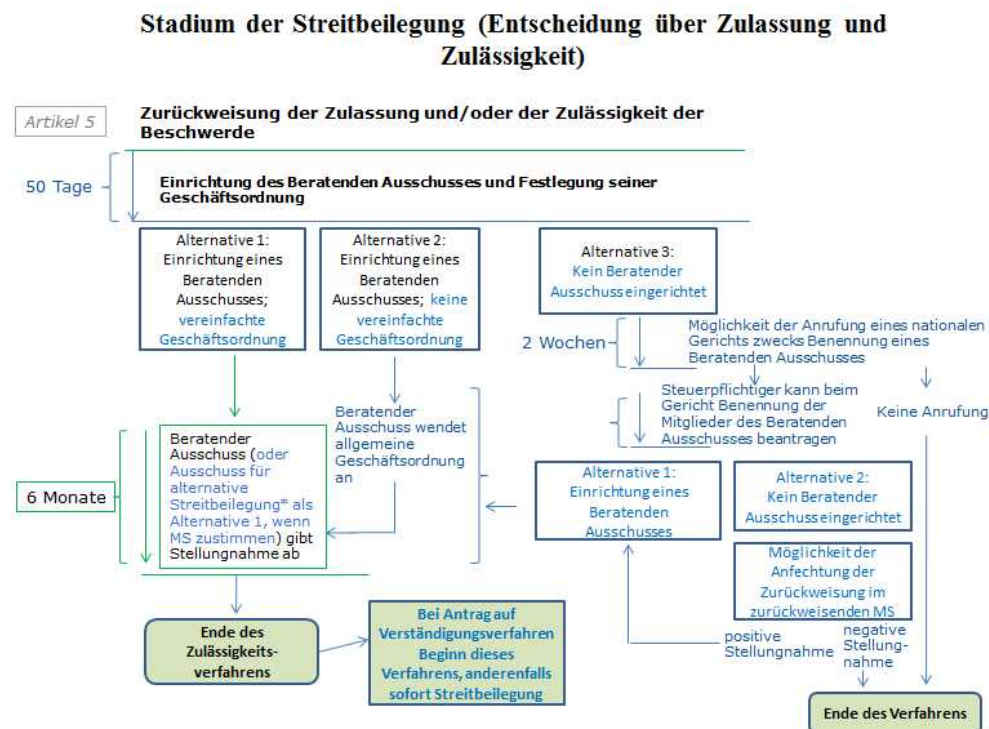 Stadium der Streitbeilegung (Entscheidung über Zulassung und
Zulässigkeit)
Artikel 5
Zurückweisung der Zulassung und/oder der Zulässigkeit der
Beschwerde
50 Tage
Einrichtung des Beratenden Ausschusses und Festlegung seiner
Geschäftsordnung
Alternative 1:
Einrichtung eines
Beratenden
Ausschusses;
vereinfachte
Geschäftsordnung
Alternative 2:
Einrichtung eines
Beratenden
Ausschusses; keine
vereinfachte
Geschäftsordnung
Alternative 3:
Kein Beratender
Ausschusseingerichtet
2 Wochen
Möglichkeit der Anrufung eines nationalen
Gerichts zwecks Benennung eines
Beratenden Ausschusses
Steuerpflichtiger kann beim
Gericht Benennung der
Mitglieder des Beratenden
Ausschusses beantragen
Keine Anrufung
Beratender
Ausschuss wendet
allgemeine
Geschäftsordnung
an
6 Monate
Beratender
Ausschuss (oder
Ausschuss für
alternative
Streitbeilegung* als
Alternative 1, wenn
MS zustimmen) gibt
Stellungnahme ab
Alternative 1:
Einrichtung eines
Beratenden
Ausschusses
Alternative 2:
Kein Beratender
Ausschusseingerichtet
Möglichkeit der
Anfechtung der
Zurückweisung im
zurückweisenden MS
positive
Stellungnahme
negative
Stellung-
nahme
Ende des
Zulässigkeits-
verfahrens
Bei Antrag auf
Verständigungsverfahren
Beginn dieses
Verfahrens, anderenfalls
sofort Streitbeilegung
Ende des Verfahrens